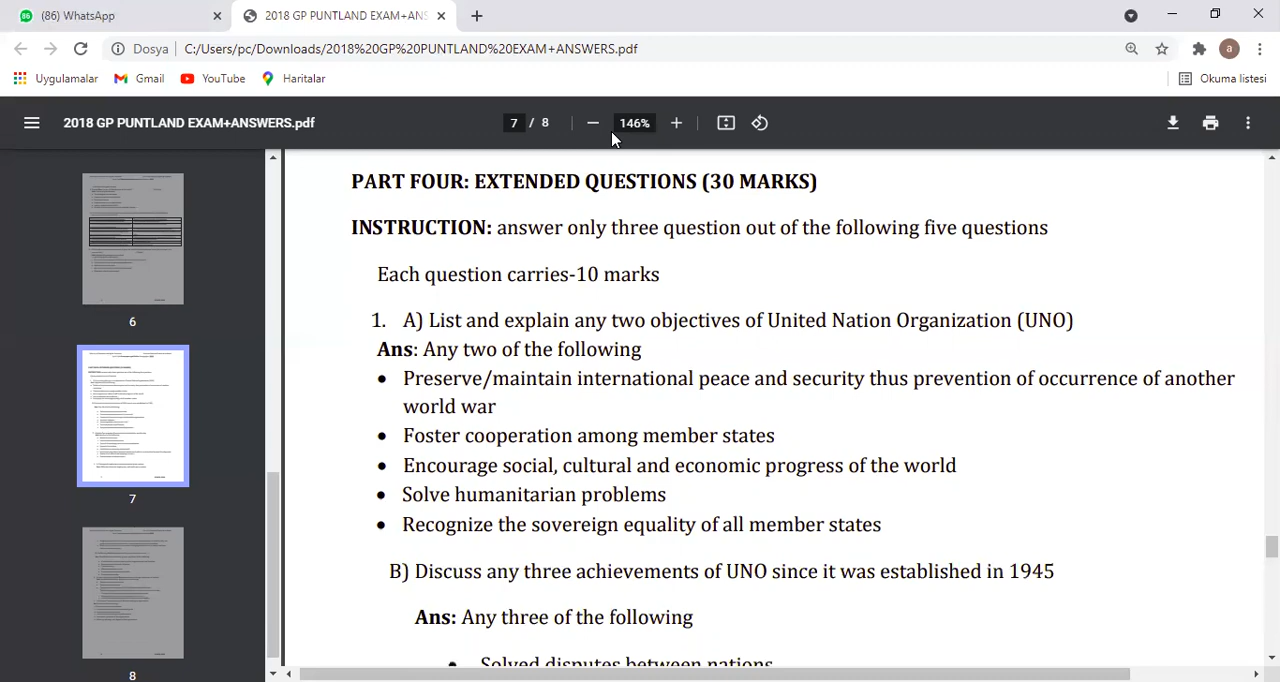 (86) WhatsApp
2018 GP PUNTLAND EXAM+ANS
Dosya
C:/Users/pc/Downloads/2018%20GP%20PUNTLAND%20EXAM+ANSWERS.pdf
a
Uygulamalar
Gmail
YouTube
Haritalar
Okuma listesi
2018 GP PUNTLAND EXAM+ANSWERS.pdf
7 / 8
146%
6
7
8
PART FOUR: EXTENDED QUESTIONS (30 MARKS)
INSTRUCTION: answer only three question out of the following five questions
Each question carries-10 marks
1. A) List and explain any two objectives of United Nation Organization (UNO)
Ans: Any two of the following
• Preserve/maintain international peace and security thus prevention of occurrence of another
world war
• Foster cooperation among member states
• Encourage social, cultural and economic progress of the world
• Solve humanitarian problems
• Recognize the sovereign equality of all member states
B) Discuss any three achievements of UNO since it was established in 1945
Ans: Any three of the following
• Solved disputes between nations